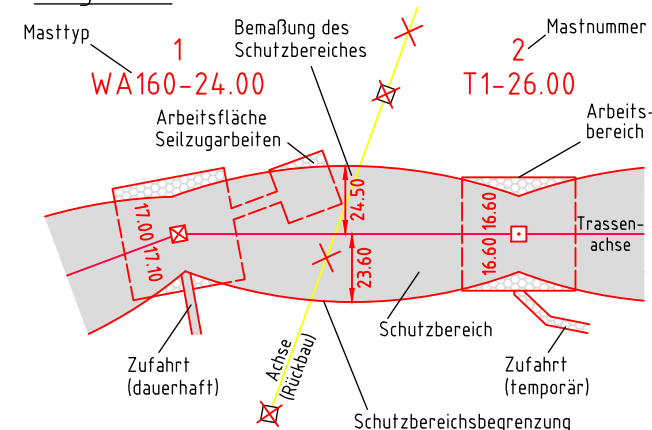 Masttyp
1
WA160-24.00
Bemaßung des
Schutzbereiches
2
Mastnummer
T1-26.00
Arbeitsfläche
Seilzugarbeiten
Arbeits-
bereich
17.00
17.10
24.50
23.60
16.60
16.60
Trassen-
achse
Schutzbereich
Zufahrt
(dauerhaft)
Achse
(Rückbau)
Zufahrt
(temporär)
Schutzbereichsbegrenzung